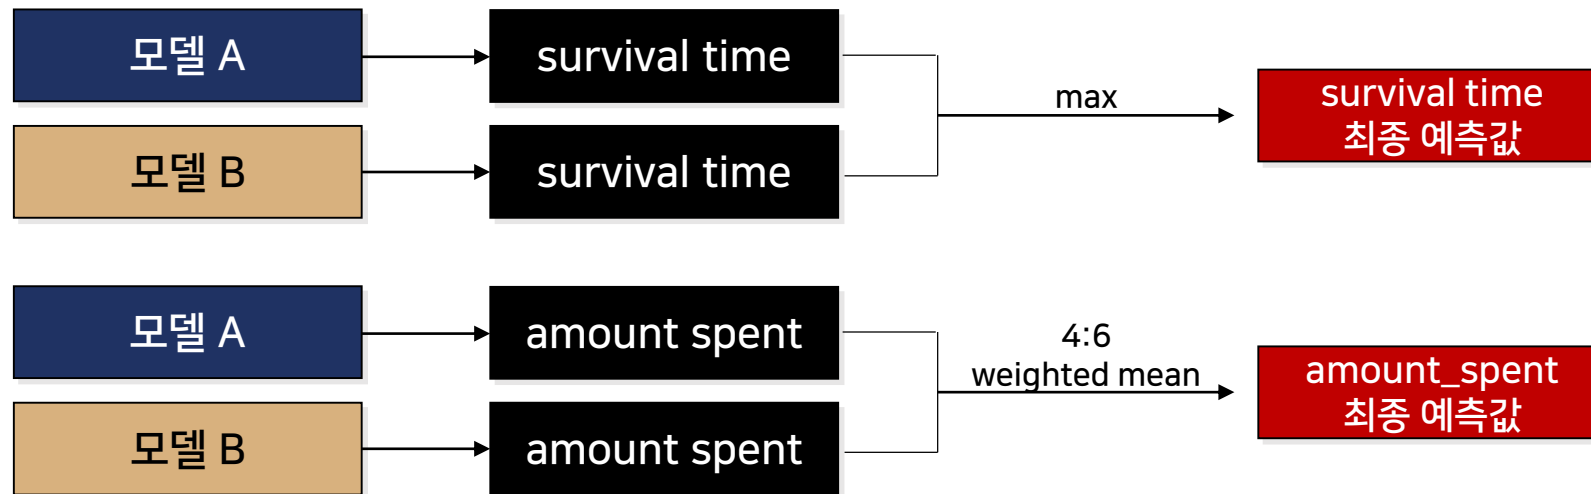 모델 A
survival time
모델 B
survival time
max
survival time
최종 예측값
모델 A
amount spent
모델 B
amount spent
4:6
weighted mean
amount_spent
최종 예측값